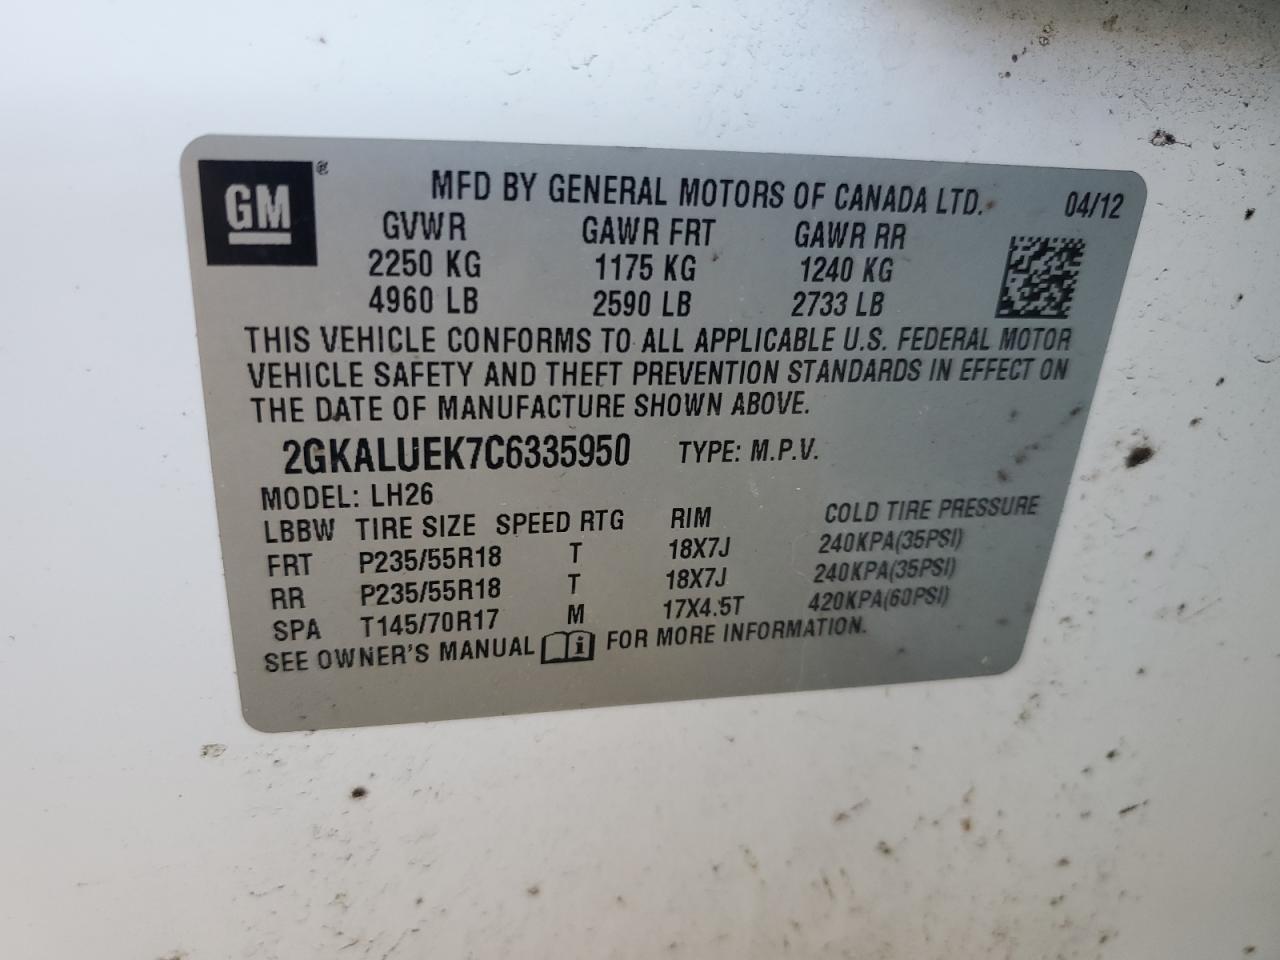 GM®
MFD BY GENERAL MOTORS OF CANADA LTD. 04/12
GVWR GAWR FRT GAWR RR
2250 KG 1175 KG 1240 KG
4960 LB 2590 LB 2733 LB
THIS VEHICLE CONFORMS TO ALL APPLICABLE U.S. FEDERAL MOTOR
VEHICLE SAFETY AND THEFT PREVENTION STANDARDS IN EFFECT ON
THE DATE OF MANUFACTURE SHOWN ABOVE.
2GKALUEK7C6335950 TYPE: M.P.V.
MODEL: LH26
LBBW TIRE SIZE SPEED RTG RIM COLD TIRE PRESSURE
FRT P235/55R18 T 18X7J 240KPA(35PSI)
RR P235/55R18 T 18X7J 240KPA(35PSI)
SPA T145/70R17 M 17X4.5T 420KPA(60PSI)
SEE OWNER'S MANUAL i FOR MORE INFORMATION.